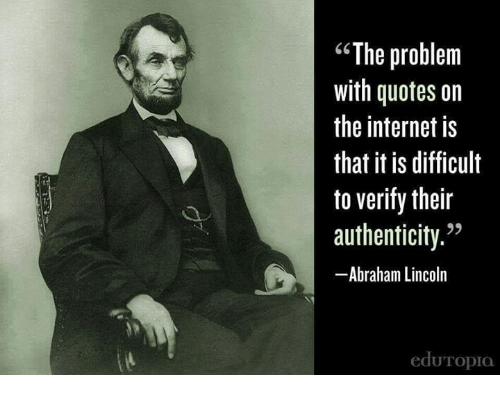 “The problem
with quotes on
the internet is
that it is difficult
to verify their
authenticity.”
—Abraham Lincoln
eduTopia